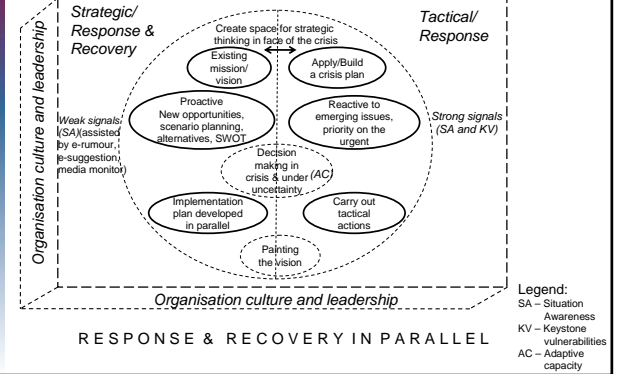 Strategic/
Response &
Recovery
Tactical/
Response
Create space for strategic
thinking in face of the crisis
Existing
mission/
vision
Apply/Build
a crisis plan
Proactive
New opportunities,
scenario planning,
alternatives, SWOT
Reactive to
emerging issues,
priority on the
urgent
Weak signals
(SA)(assisted
by e-rumour,
e-suggestion,
media monitor)
Strong signals
(SA and KV)
Decision
making in
crisis & under
uncertainty
(AC)
Implementation
plan developed
in parallel
Carry out
tactical
actions
Painting
the vision
Organisation culture and leadership
Organisation culture and leadership
RESPONSE & RECOVERY IN PARALLEL
Legend:
SA – Situation
Awareness
KV – Keystone
vulnerabilities
AC – Adaptive
capacity